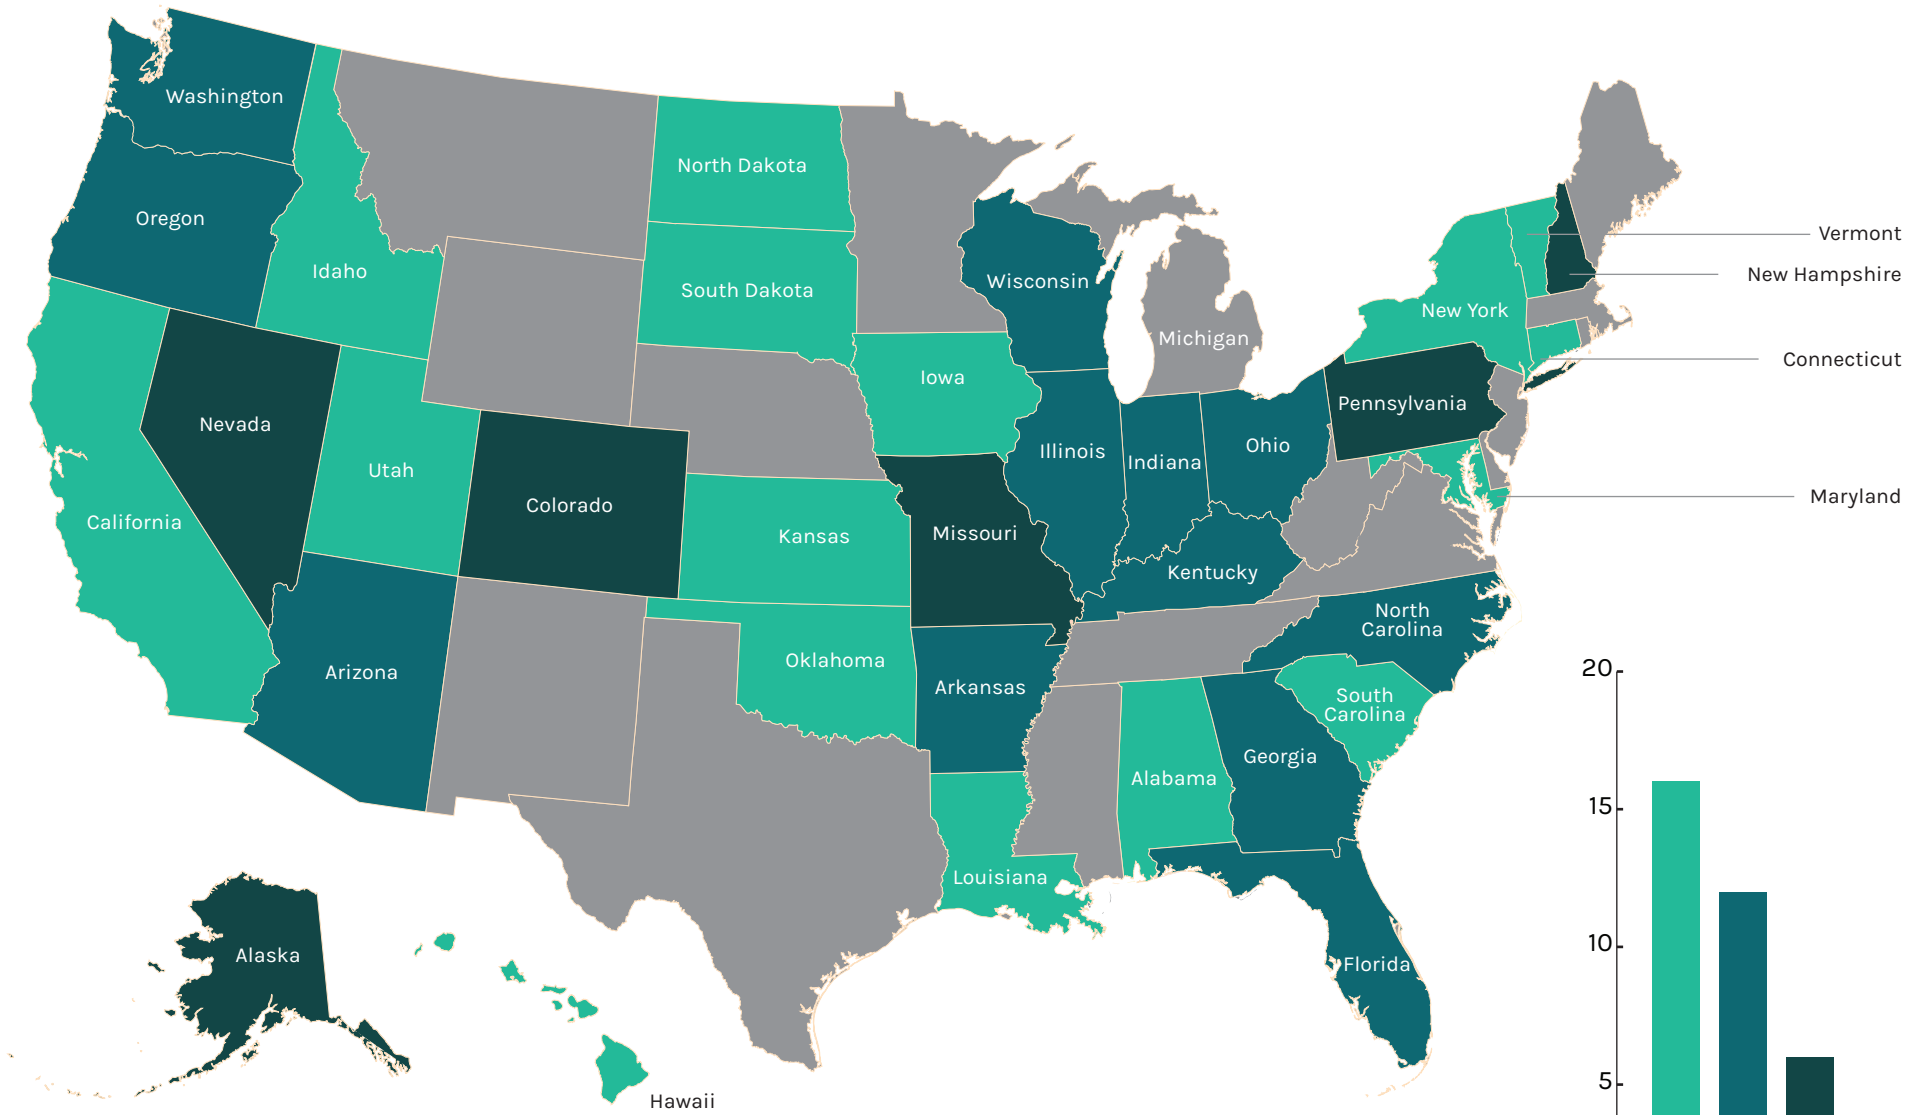 Washington
North Dakota
Oregon
Vermont
Idaho
New Hampshire
Wisconsin
South Dakota
New York
Michigan
Connecticut
Iowa
Pennsylvania
Nevada
Ohio
Illinois
Indiana
Utah
Maryland
Colorado
California
Missouri
Kansas
Kentucky
North
Carolina
Oklahoma
20
Arizona
Arkansas
South
Carolina
Georgia
Alabama
15
Louisiana
10
Alaska
Florida
5
Hawaii